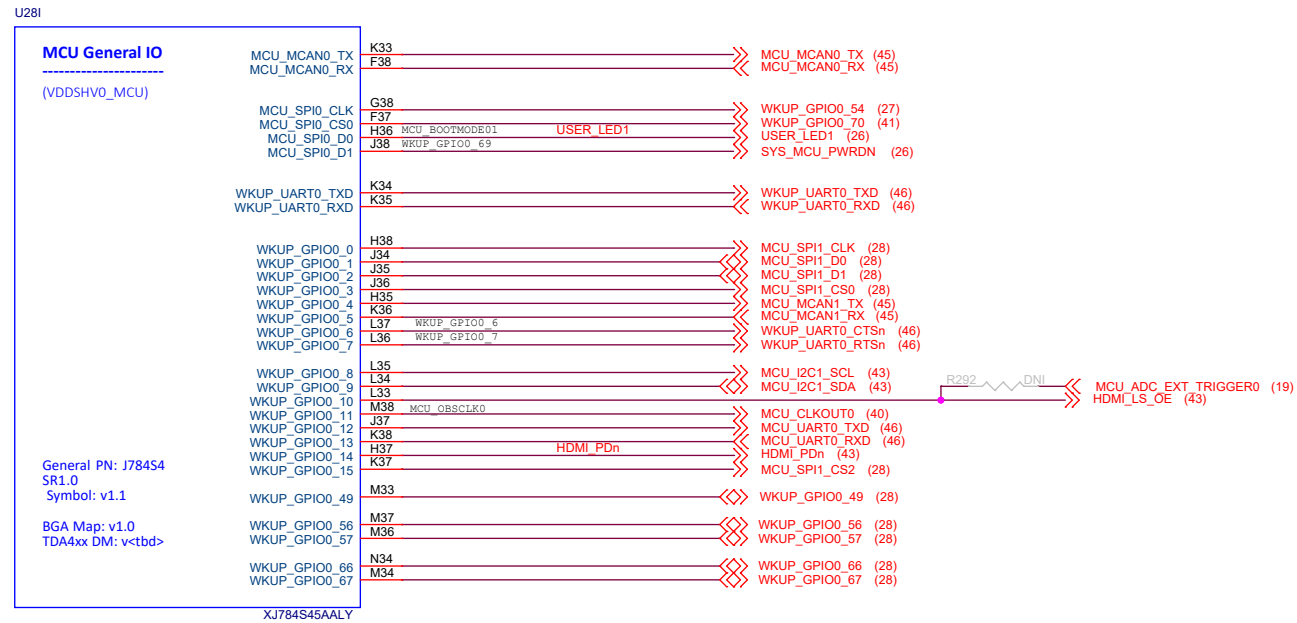 U28I
MCU General IO
----------------------
(VDDSHV0_MCU)
MCU_MCAN0_TX K33 MCU_MCAN0_TX (45)
MCU_MCAN0_RX F38 MCU_MCAN0_RX (45)
MCU_SPI0_CLK G38 WKUP_GPIO0_54 (27)
MCU_SPI0_CS0 F37 WKUP_GPIO0_70 (41)
MCU_SPI0_D0 H36 MCU_BOOTMODE01 USER_LED1 USER_LED1 (26)
MCU_SPI0_D1 J38 WKUP_GPIO0_69 SYS_MCU_PWRDN (26)
WKUP_UART0_TXD K34 WKUP_UART0_TXD (46)
WKUP_UART0_RXD K35 WKUP_UART0_RXD (46)
WKUP_GPIO0_0 H38 MCU_SPI1_CLK (28)
WKUP_GPIO0_1 J34 MCU_SPI1_D0 (28)
WKUP_GPIO0_2 J35 MCU_SPI1_D1 (28)
WKUP_GPIO0_3 J36 MCU_SPI1_CS0 (28)
WKUP_GPIO0_4 H35 MCU_MCAN1_TX (45)
WKUP_GPIO0_5 K36 MCU_MCAN1_RX (45)
WKUP_GPIO0_6 L37 WKUP_GPIO0_6 WKUP_UART0_CTSn (46)
WKUP_GPIO0_7 L36 WKUP_GPIO0_7 WKUP_UART0_RTSn (46)
WKUP_GPIO0_8 L35 MCU_I2C1_SCL (43)
WKUP_GPIO0_9 L34 MCU_I2C1_SDA (43) R292 DNI MCU_ADC_EXT_TRIGGER0 (19)
WKUP_GPIO0_10 L33 HDMI_LS_OE (43)
WKUP_GPIO0_11 M38 MCU_OBSCLK0 MCU_CLKOUT0 (40)
WKUP_GPIO0_12 J37 MCU_UART0_TXD (46)
WKUP_GPIO0_13 K38 MCU_UART0_RXD (46)
WKUP_GPIO0_14 H37 HDMI_PDn HDMI_PDn (43)
WKUP_GPIO0_15 K37 MCU_SPI1_CS2 (28)
WKUP_GPIO0_49 M33 WKUP_GPIO0_49 (28)
WKUP_GPIO0_56 M37 WKUP_GPIO0_56 (28)
WKUP_GPIO0_57 M36 WKUP_GPIO0_57 (28)
WKUP_GPIO0_66 N34 WKUP_GPIO0_66 (28)
WKUP_GPIO0_67 M34 WKUP_GPIO0_67 (28)
General PN: J784S4
SR1.0
Symbol: v1.1
BGA Map: v1.0
TDA4xx DM: v<tbd>
XJ784S45AALY